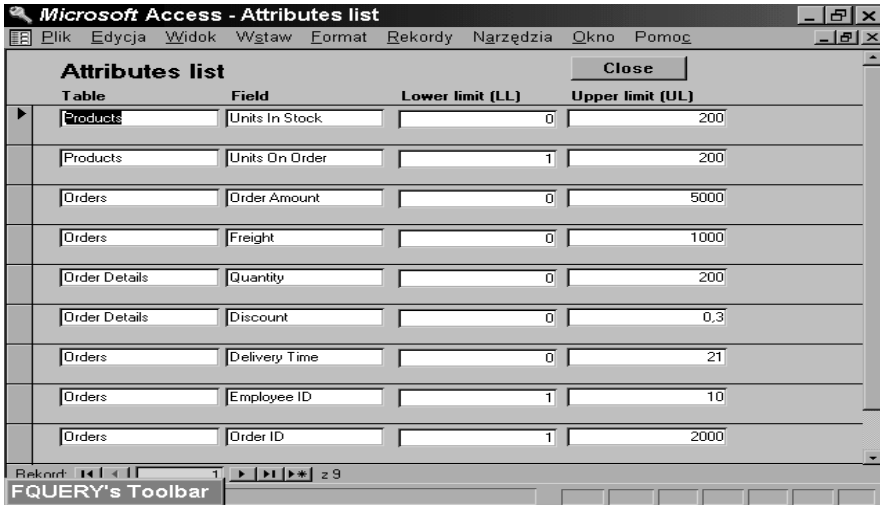 Microsoft Access - Attributes list
Plik Edycja Widok Wstaw Format Rekordy Narzędzia Okno Pomoc
Attributes list Close
Table Field Lower limit (LL) Upper limit (UL)
Products Units In Stock 0 200
Products Units On Order 1 200
Orders Order Amount 0 5000
Orders Freight 0 1000
Order Details Quantity 0 200
Order Details Discount 0 0,3
Orders Delivery Time 0 21
Orders Employee ID 1 10
Orders Order ID 1 2000
Rekord: 1 z 9
FQUERY's Toolbar